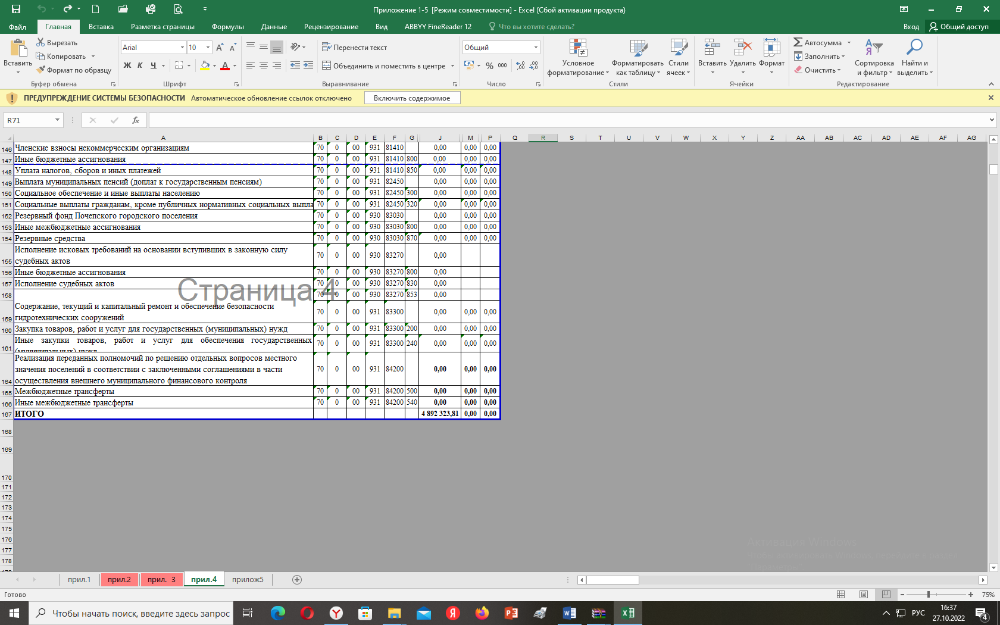 Приложение 1-5 [Режим совместимости] - Excel (Сбой активации продукта)
Файл Главная Вставка Разметка страницы Формулы Данные Рецензирование Вид ABBYY FineReader 12 Что вы хотите сделать? Вход Общий доступ
Вставить Вырезать Копировать Формат по образцу
Arial 10 Ж К Ч
Перенести текст
Объединить и поместить в центре
Общий % 000
Условное форматирование Форматировать как таблицу Стили ячеек
Вставить Удалить Формат
Автосумма Заполнить Очистить
Сортировка и фильтр Найти и выделить
Буфер обмена Шрифт Выравнивание Число Стили Ячейки Редактирование
ПРЕДУПРЕЖДЕНИЕ СИСТЕМЫ БЕЗОПАСНОСТИ Автоматическое обновление ссылок отключено Включить содержимое
R71 fx
A B C D E F G J M P Q R S T U V W X Y Z AA AB AC AD AE AF AG
146 Членские взносы некоммерческим организациям 70 0 00 931 81410 0,00 0,00 0,00
147 Иные бюджетные ассигнования 70 0 00 931 81410 800 0,00 0,00 0,00
148 Уплата налогов, сборов и иных платежей 70 0 00 931 81410 850 0,00 0,00 0,00
149 Выплата муниципальных пенсий (доплат к государственным пенсиям) 70 0 00 931 82450 0,00 0,00 0,00
150 Социальное обеспечение и иные выплаты населению 70 0 00 931 82450 300 0,00 0,00 0,00
151 Социальные выплаты гражданам, кроме публичных нормативных социальных выпла 70 0 00 931 82450 320 0,00 0,00 0,00
152 Резервный фонд Почепского городского поселения 70 0 00 930 83030 0,00 0,00 0,00
153 Иные межбюджетные ассигнования 70 0 00 930 83030 800 0,00 0,00 0,00
154 Резервные средства 70 0 00 930 83030 870 0,00 0,00 0,00
Исполнение исковых требований на основании вступивших в законную силу
155 судебных актов 70 0 00 930 83270 0,00
156 Иные бюджетные ассигнования 70 0 00 930 83270 800 0,00
157 Исполнение судебных актов 70 0 00 930 83270 830 0,00
Страница 4
158 70 0 00 930 83270 853 0,00
Содержание, текущий и капитальный ремонт и обеспечение безопасности
159 гидротехнических сооружений 70 0 00 931 83300 0,00 0,00 0,00
160 Закупка товаров, работ и услуг для государственных (муниципальных) нужд 70 0 00 931 83300 200 0,00 0,00 0,00
Иные закупки товаров, работ и услуг для обеспечения государственных
161 (муниципальных) нужд 70 0 00 931 83300 240 0,00 0,00 0,00
Реализация переданных полномочий по решению отдельных вопросов местного
значения поселений в соответствии с заключенными соглашениями в части
164 осуществления внешнего муниципального финансового контроля 70 0 00 931 84200 0,00 0,00 0,00
165 Межбюджетные трансферты 70 0 00 931 84200 500 0,00 0,00 0,00
166 Иные межбюджетные трансферты 70 0 00 931 84200 540 0,00 0,00 0,00
167 ИТОГО 4 892 323,81 0,00 0,00
168
169
170
171
172
173
174
175
176
177
178
Активация Windows
прил.1 прил.2 прил. 3 прил.4 прилож5
Готово 75%
Чтобы начать поиск, введите здесь запрос
РУС 16:37
27.10.2022 4